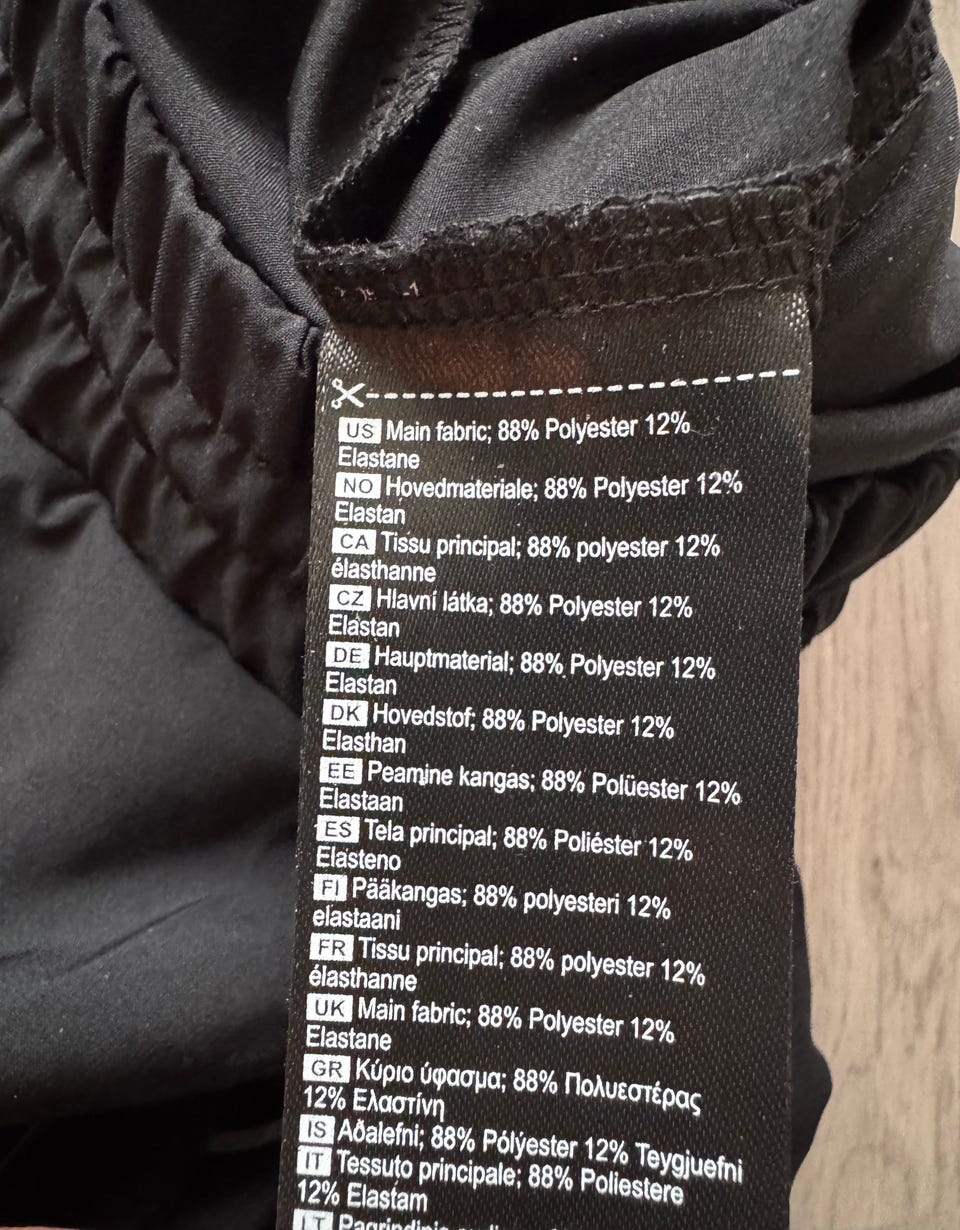 US Main fabric; 88% Polyester 12%
Elastane
NO Hovedmateriale; 88% Polyester 12%
Elastan
CA Tissu principal; 88% polyester 12%
élasthanne
CZ Hlavní látka; 88% Polyester 12%
Elastan
DE Hauptmaterial; 88% Polyester 12%
Elastan
DK Hovedstof; 88% Polyester 12%
Elasthan
EE Peamine kangas; 88% Polüester 12%
Elastaan
ES Tela principal; 88% Poliéster 12%
Elasteno
FI Pääkangas; 88% polyesteri 12%
elastaani
FR Tissu principal; 88% polyester 12%
élasthanne
UK Main fabric; 88% Polyester 12%
Elastane
GR Κύριο ύφασμα; 88% Πολυεστέρας
12% Ελαστίνη
IS Aðalefni; 88% Pólýester 12% Teygjuefni
IT Tessuto principale; 88% Poliestere
12% Elastam
LT